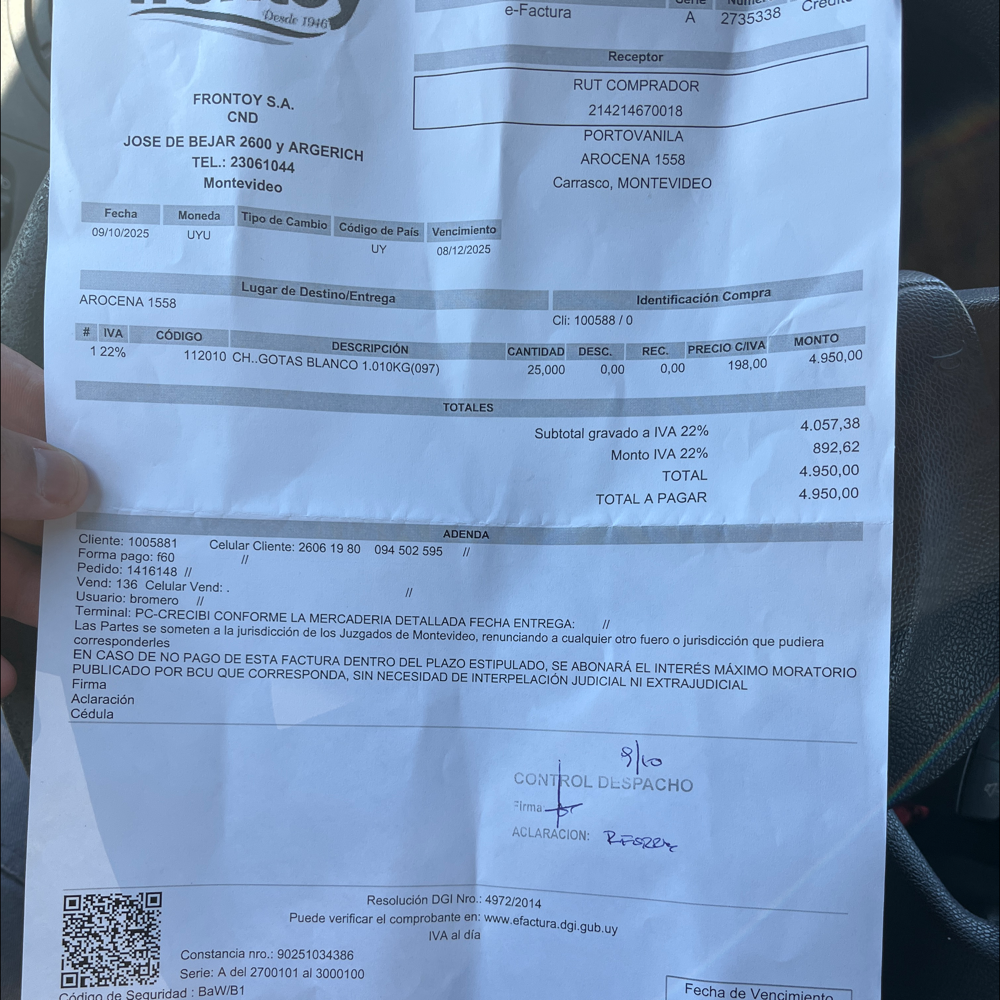 Desde 1946
e-Factura
A 2735338 Crédito
Receptor
RUT COMPRADOR
214214670018
PORTOVANILA
AROCENA 1558
Carrasco, MONTEVIDEO
FRONTOY S.A.
CND
JOSE DE BEJAR 2600 y ARGERICH
TEL.: 23061044
Montevideo
Fecha Moneda Tipo de Cambio Código de País Vencimiento
09/10/2025 UYU UY 08/12/2025
Lugar de Destino/Entrega Identificación Compra
AROCENA 1558
Cli: 100588 / 0
# IVA CÓDIGO DESCRIPCIÓN CANTIDAD DESC. REC. PRECIO C/IVA MONTO
1 22% 112010 CH..GOTAS BLANCO 1.010KG(097) 25,000 0,00 0,00 198,00 4.950,00
TOTALES
Subtotal gravado a IVA 22% 4.057,38
Monto IVA 22% 892,62
TOTAL 4.950,00
TOTAL A PAGAR 4.950,00
ADENDA
Cliente: 1005881 Celular Cliente: 2606 19 80 094 502 595 //
Forma pago: f60 //
Pedido: 1416148 //
Vend: 136 Celular Vend: . //
Usuario: bromero //
Terminal: PC-CRECIBI CONFORME LA MERCADERIA DETALLADA FECHA ENTREGA: //
Las Partes se someten a la jurisdicción de los Juzgados de Montevideo, renunciando a cualquier otro fuero o jurisdicción que pudiera
corresponderles
EN CASO DE NO PAGO DE ESTA FACTURA DENTRO DEL PLAZO ESTIPULADO, SE ABONARÁ EL INTERÉS MÁXIMO MORATORIO
PUBLICADO POR BCU QUE CORRESPONDA, SIN NECESIDAD DE INTERPELACIÓN JUDICIAL NI EXTRAJUDICIAL
Firma
Aclaración
Cédula
9/10
CONTROL DESPACHO
Firma
ACLARACION:
Resolución DGI Nro.: 4972/2014
Puede verificar el comprobante en: www.efactura.dgi.gub.uy
IVA al día
Constancia nro.: 90251034386
Serie: A del 2700101 al 3000100
Código de Seguridad : BaW/B1
Fecha de Vencimiento